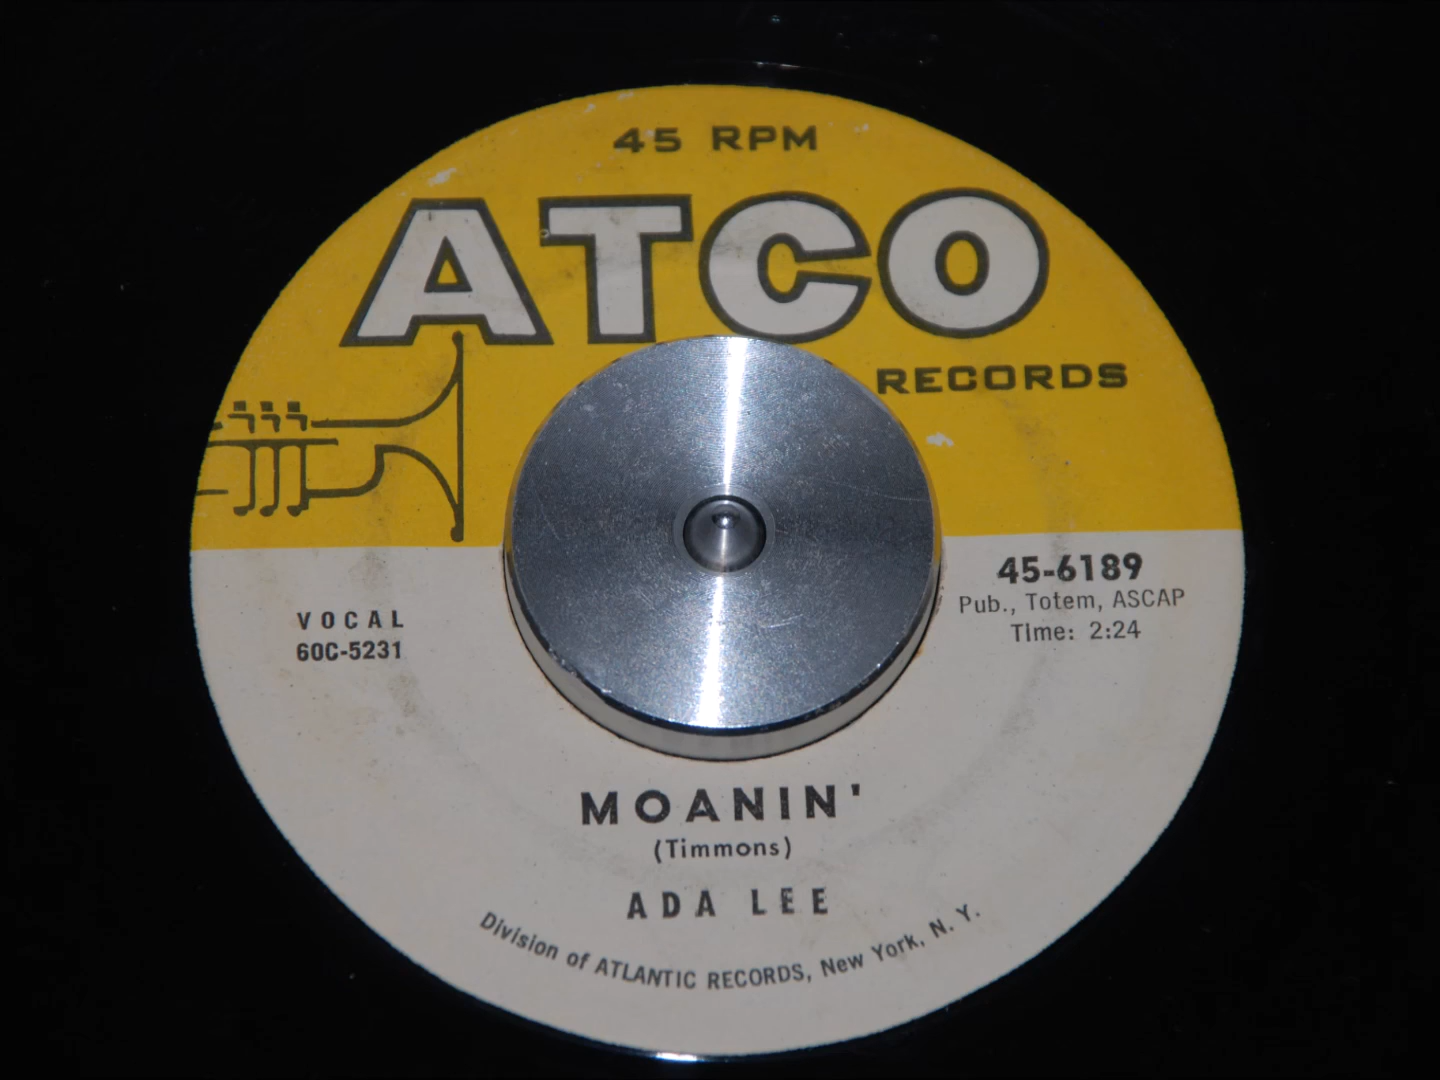 45 RPM
ATCO
RECORDS
45-6189
Pub., Totem, ASCAP
Time: 2:24
VOCAL
60C-5231
MOANIN'
(Timmons)
ADA LEE
Division of ATLANTIC RECORDS, New York, N. Y.